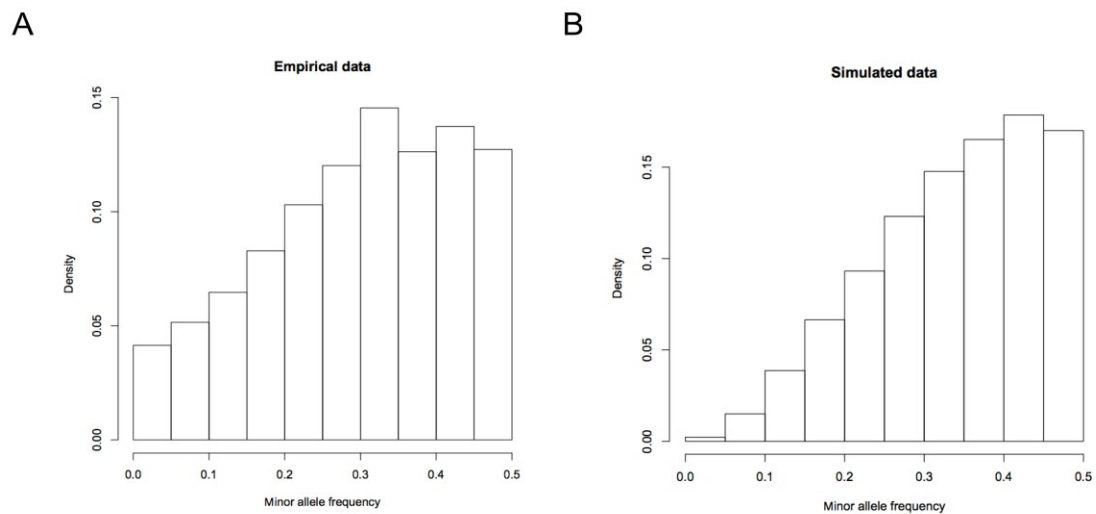 A
Empirical data
0.15
0.10
0.05
0.00
Density
0.0 0.1 0.2 0.3 0.4 0.5
Minor allele frequency
B
Simulated data
0.15
0.10
0.05
0.00
Density
0.0 0.1 0.2 0.3 0.4 0.5
Minor allele frequency